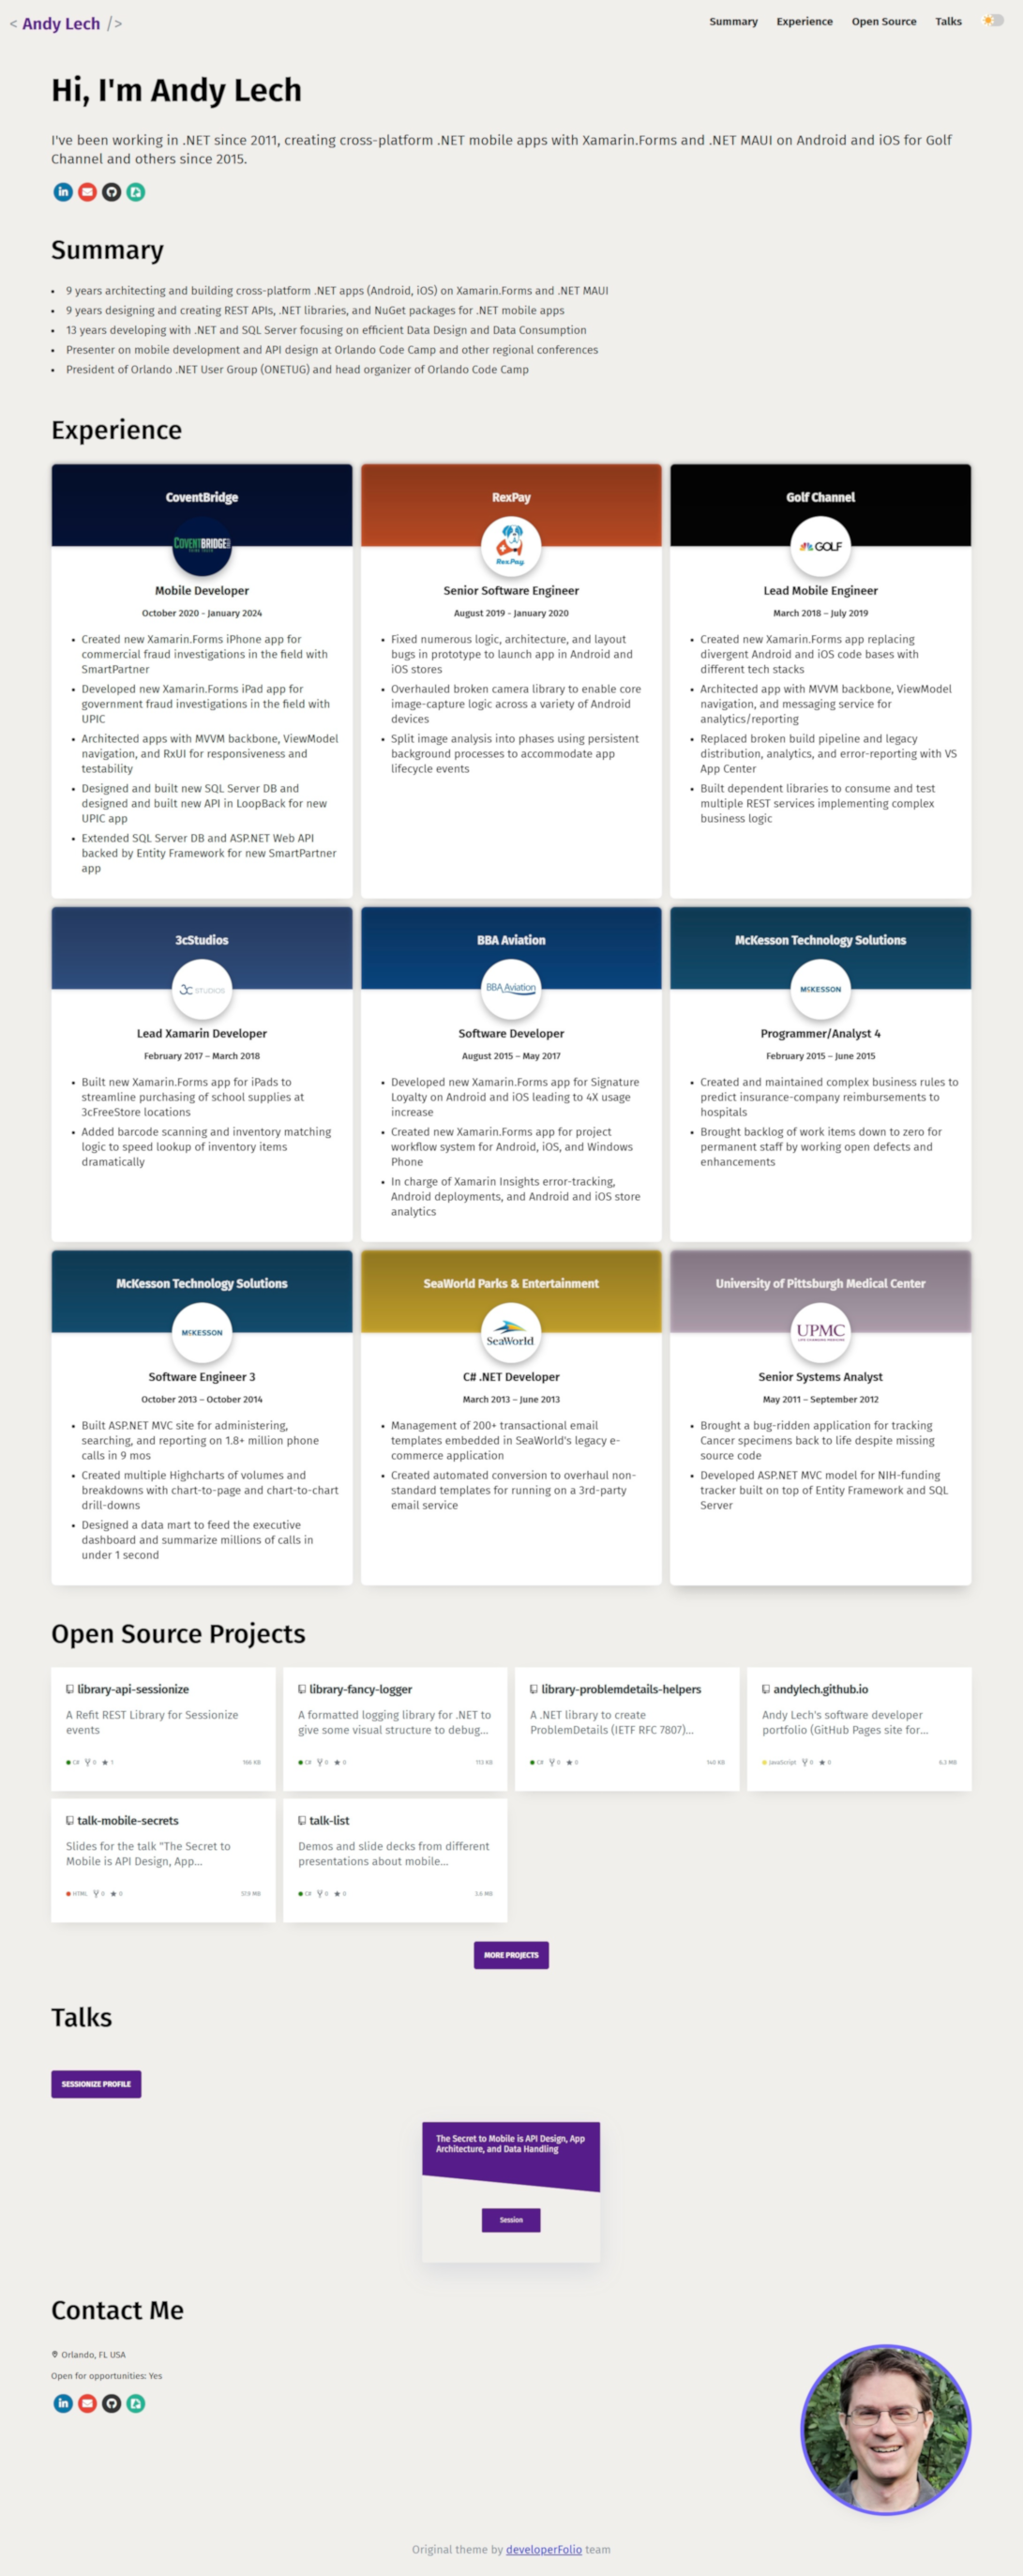 < Andy Lech />
Summary Experience Open Source Talks
Hi, I'm Andy Lech
I've been working in .NET since 2011, creating cross-platform .NET mobile apps with Xamarin.Forms and .NET MAUI on Android and iOS for Golf
Channel and others since 2015.
Summary
• 9 years architecting and building cross-platform .NET apps (Android, iOS) on Xamarin.Forms and .NET MAUI
• 9 years designing and creating REST APIs, .NET libraries, and NuGet packages for .NET mobile apps
• 13 years developing with .NET and SQL Server focusing on efficient Data Design and Data Consumption
• Presenter on mobile development and API design at Orlando Code Camp and other regional conferences
• President of Orlando .NET User Group (ONETUG) and head organizer of Orlando Code Camp
Experience
CoventBridge
COVENTBRIDGE
Mobile Developer
October 2020 - January 2024
• Created new Xamarin.Forms iPhone app for
commercial fraud investigations in the field with
SmartPartner
• Developed new Xamarin.Forms iPad app for
government fraud investigations in the field with
UPIC
• Architected apps with MVVM backbone, ViewModel
navigation, and RxUI for responsiveness and
testability
• Designed and built new SQL Server DB and
designed and built new API in LoopBack for new
UPIC app
• Extended SQL Server DB and ASP.NET Web API
backed by Entity Framework for new SmartPartner
app
RexPay
RexPay
Senior Software Engineer
August 2019 - January 2020
• Fixed numerous logic, architecture, and layout
bugs in prototype to launch app in Android and
iOS stores
• Overhauled broken camera library to enable core
image-capture logic across a variety of Android
devices
• Split image analysis into phases using persistent
background processes to accommodate app
lifecycle events
Golf Channel
GOLF
Lead Mobile Engineer
March 2018 – July 2019
• Created new Xamarin.Forms app replacing
divergent Android and iOS code bases with
different tech stacks
• Architected app with MVVM backbone, ViewModel
navigation, and messaging service for
analytics/reporting
• Replaced broken build pipeline and legacy
distribution, analytics, and error-reporting with VS
App Center
• Built dependent libraries to consume and test
multiple REST services implementing complex
business logic
3cStudios
3C STUDIOS
Lead Xamarin Developer
February 2017 – March 2018
• Built new Xamarin.Forms app for iPads to
streamline purchasing of school supplies at
3cFreeStore locations
• Added barcode scanning and inventory matching
logic to speed lookup of inventory items
dramatically
BBA Aviation
BBA Aviation
Software Developer
August 2015 – May 2017
• Developed new Xamarin.Forms app for Signature
Loyalty on Android and iOS leading to 4X usage
increase
• Created new Xamarin.Forms app for project
workflow system for Android, iOS, and Windows
Phone
• In charge of Xamarin Insights error-tracking,
Android deployments, and Android and iOS store
analytics
McKesson Technology Solutions
MCKESSON
Programmer/Analyst 4
February 2015 – June 2015
• Created and maintained complex business rules to
predict insurance-company reimbursements to
hospitals
• Brought backlog of work items down to zero for
permanent staff by working open defects and
enhancements
McKesson Technology Solutions
MCKESSON
Software Engineer 3
October 2013 – October 2014
• Built ASP.NET MVC site for administering,
searching, and reporting on 1.8+ million phone
calls in 9 mos
• Created multiple Highcharts of volumes and
breakdowns with chart-to-page and chart-to-chart
drill-downs
• Designed a data mart to feed the executive
dashboard and summarize millions of calls in
under 1 second
SeaWorld Parks & Entertainment
SeaWorld
C# .NET Developer
March 2013 – June 2013
• Management of 200+ transactional email
templates embedded in SeaWorld's legacy e-
commerce application
• Created automated conversion to overhaul non-
standard templates for running on a 3rd-party
email service
University of Pittsburgh Medical Center
UPMC
Senior Systems Analyst
May 2011 – September 2012
• Brought a bug-ridden application for tracking
Cancer specimens back to life despite missing
source code
• Developed ASP.NET MVC model for NIH-funding
tracker built on top of Entity Framework and SQL
Server
Open Source Projects
library-api-sessionize
A Refit REST Library for Sessionize
events
C# 0 1 166 KB
library-fancy-logger
A formatted logging library for .NET to
give some visual structure to debug...
C# 0 0 113 KB
library-problemdetails-helpers
A .NET library to create
ProblemDetails (IETF RFC 7807)...
C# 0 0 140 KB
andylech.github.io
Andy Lech's software developer
portfolio (GitHub Pages site for...
JavaScript 0 0 6.3 MB
talk-mobile-secrets
Slides for the talk "The Secret to
Mobile is API Design, App...
HTML 0 0 57.9 MB
talk-list
Demos and slide decks from different
presentations about mobile...
C# 0 0 3.6 MB
MORE PROJECTS
Talks
SESSIONIZE PROFILE
The Secret to Mobile is API Design, App
Architecture, and Data Handling
Session
Contact Me
Orlando, FL USA
Open for opportunities: Yes
Original theme by developerFolio team